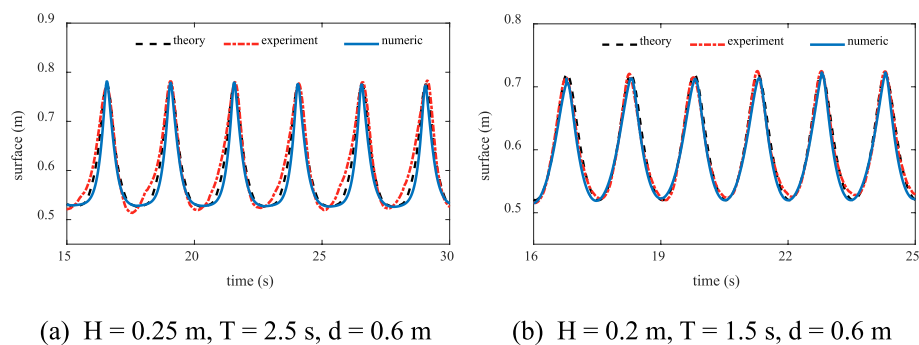 0.9
theory experiment numeric
0.8
0.7
0.6
0.5
surface (m)
15 20 25 30
time (s)
(a) H = 0.25 m, T = 2.5 s, d = 0.6 m
0.8
theory experiment numeric
0.7
0.6
0.5
surface (m)
16 19 22 25
time (s)
(b) H = 0.2 m, T = 1.5 s, d = 0.6 m